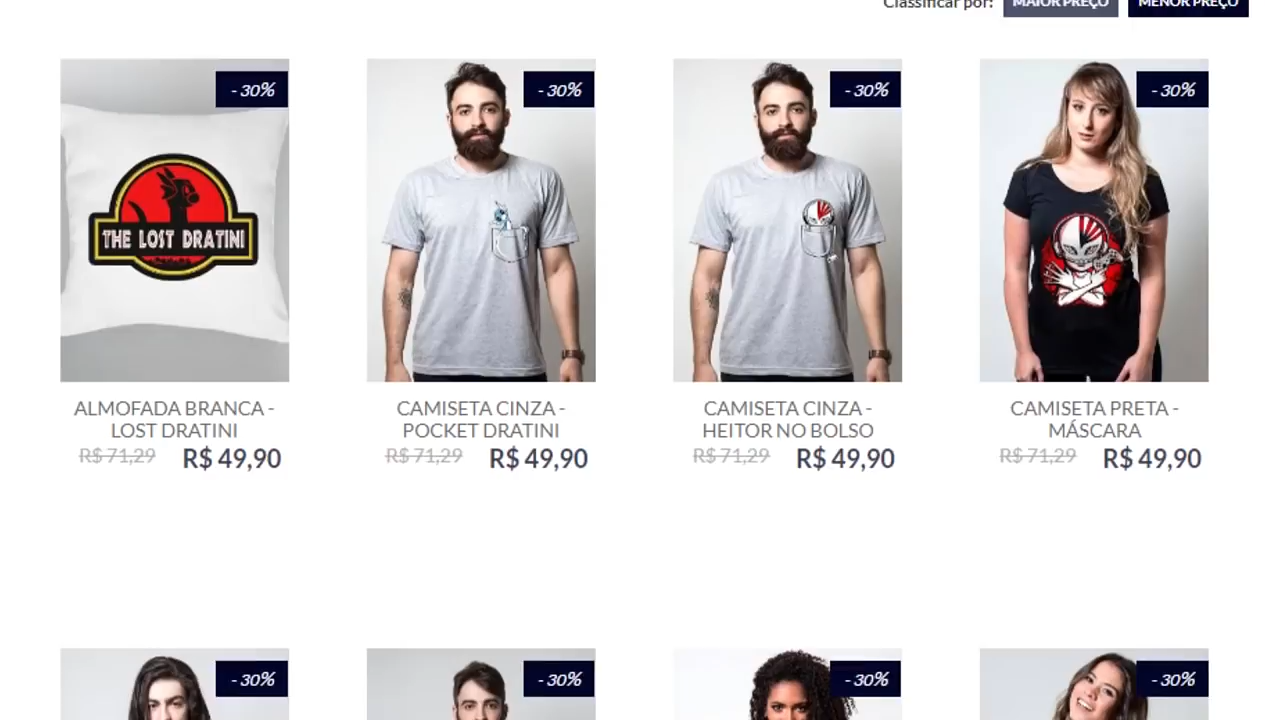 Classificar por: MAIOR PREÇO MENOR PREÇO
- 30% - 30% - 30% - 30%
THE LOST DRATINI
ALMOFADA BRANCA -
LOST DRATINI
R$ 71,29 R$ 49,90
CAMISETA CINZA -
POCKET DRATINI
R$ 71,29 R$ 49,90
CAMISETA CINZA -
HEITOR NO BOLSO
R$ 71,29 R$ 49,90
CAMISETA PRETA -
MÁSCARA
R$ 71,29 R$ 49,90
- 30% - 30% - 30% - 30%